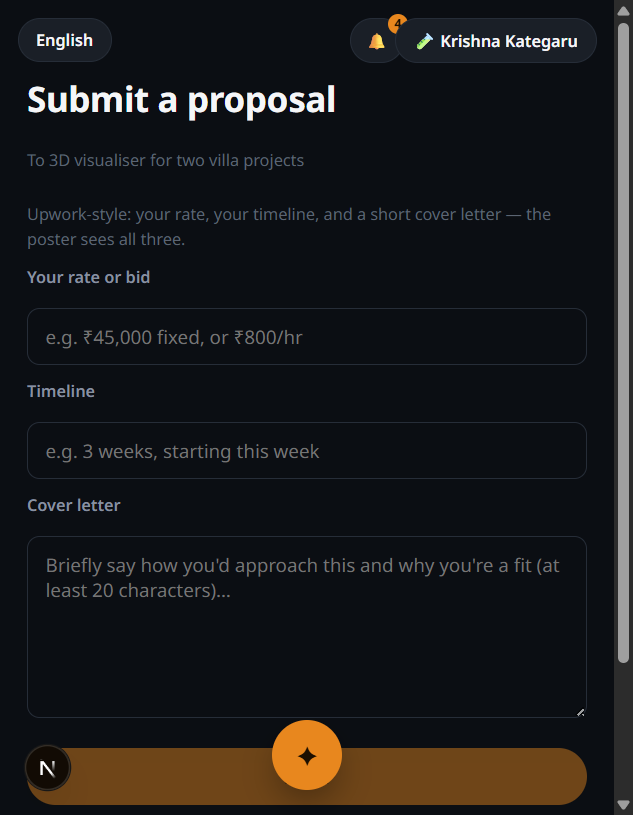 English
4
Krishna Kategaru
Submit a proposal
To 3D visualiser for two villa projects
Upwork-style: your rate, your timeline, and a short cover letter — the
poster sees all three.
Your rate or bid
e.g. ₹45,000 fixed, or ₹800/hr
Timeline
e.g. 3 weeks, starting this week
Cover letter
Briefly say how you'd approach this and why you're a fit (at
least 20 characters)...
N